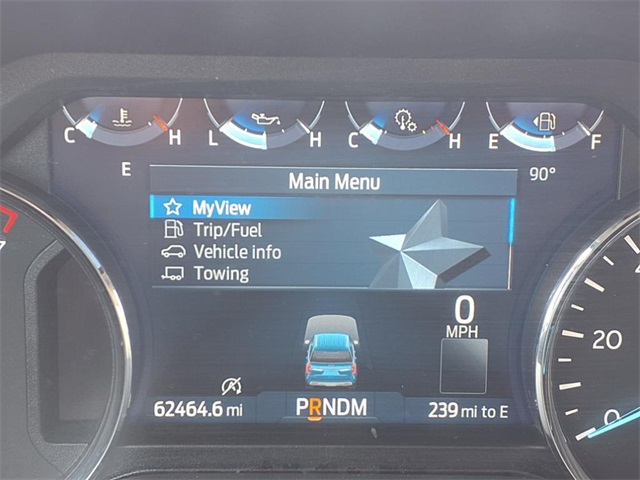 C H L H C H E F
E 90°
Main Menu
MyView
Trip/Fuel
Vehicle info
Towing
0
MPH
20
0
62464.6 mi PRNDM 239 mi to E